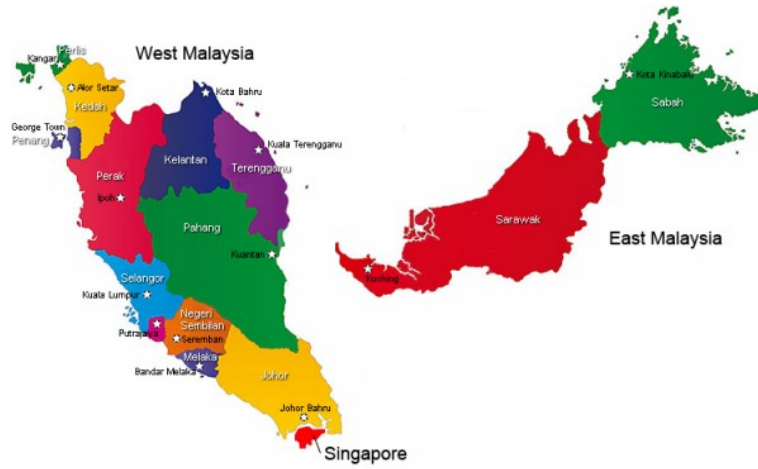 West Malaysia
Perlis
Kangar
Alor Setar
Kedah
Kota Bahru
George Town
Penang
Kuala Terengganu
Kelantan
Terengganu
Perak
Ipoh
Pahang
Kuantan
Selangor
Kuala Lumpur
Negeri
Sembilan
Putrajaya
Seremban
Melaka
Bandar Melaka
Johor
Johor Bahru
Singapore
Kota Kinabalu
Sabah
Sarawak
East Malaysia
Kuching